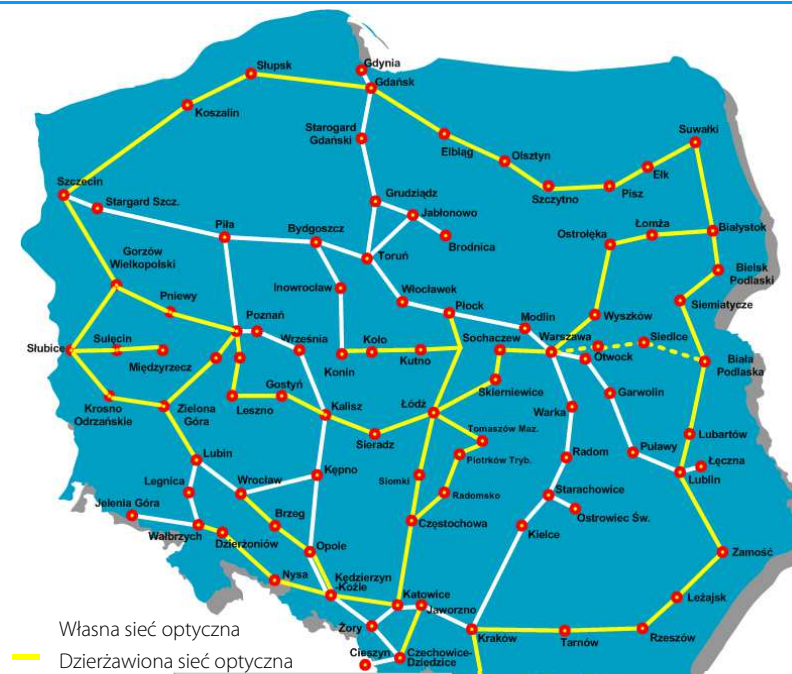 Gdynia
Słupsk
Gdańsk
Koszalin
Starogard
Gdański
Suwałki
Elbląg
Olsztyn
Ełk
Szczecin
Szczytno
Pisz
Stargard Szcz.
Grudziądz
Jabłonowo
Piła
Bydgoszcz
Ostrołęka
Łomża
Białystok
Brodnica
Gorzów
Wielkopolski
Toruń
Bielsk
Podlaski
Inowrocław
Włocławek
Siemiatycze
Pniewy
Płock
Wyszków
Poznań
Modlin
Słubice
Sulęcin
Września
Koło
Sochaczew
Warszawa
Siedlce
Międzyrzecz
Konin
Kutno
Otwock
Biała
Podlaska
Gostyń
Skierniewice
Garwolin
Krosno
Odrzańskie
Zielona
Góra
Leszno
Kalisz
Łódź
Warka
Sieradz
Tomaszów Maz.
Lubartów
Lubin
Piotrków Tryb.
Radom
Puławy
Łęczna
Legnica
Wrocław
Kępno
Słomki
Radomsko
Lublin
Jelenia Góra
Brzeg
Starachowice
Częstochowa
Ostrowiec Św.
Wałbrzych
Dzierżoniów
Opole
Kielce
Zamość
Nysa
Kędzierzyn
Koźle
Katowice
Jaworzno
Leżajsk
Żory
Kraków
Tarnów
Rzeszów
Cieszyn
Czechowice-
Dziedzice
Własna sieć optyczna
Dzierżawiona sieć optyczna